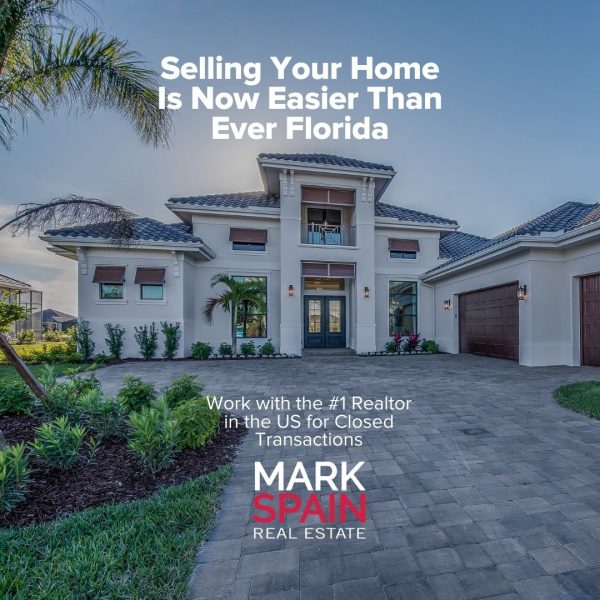 Selling Your Home
Is Now Easier Than
Ever Florida
Work with the #1 Realtor
in the US for Closed
Transactions
MARK
SPAIN
REAL ESTATE